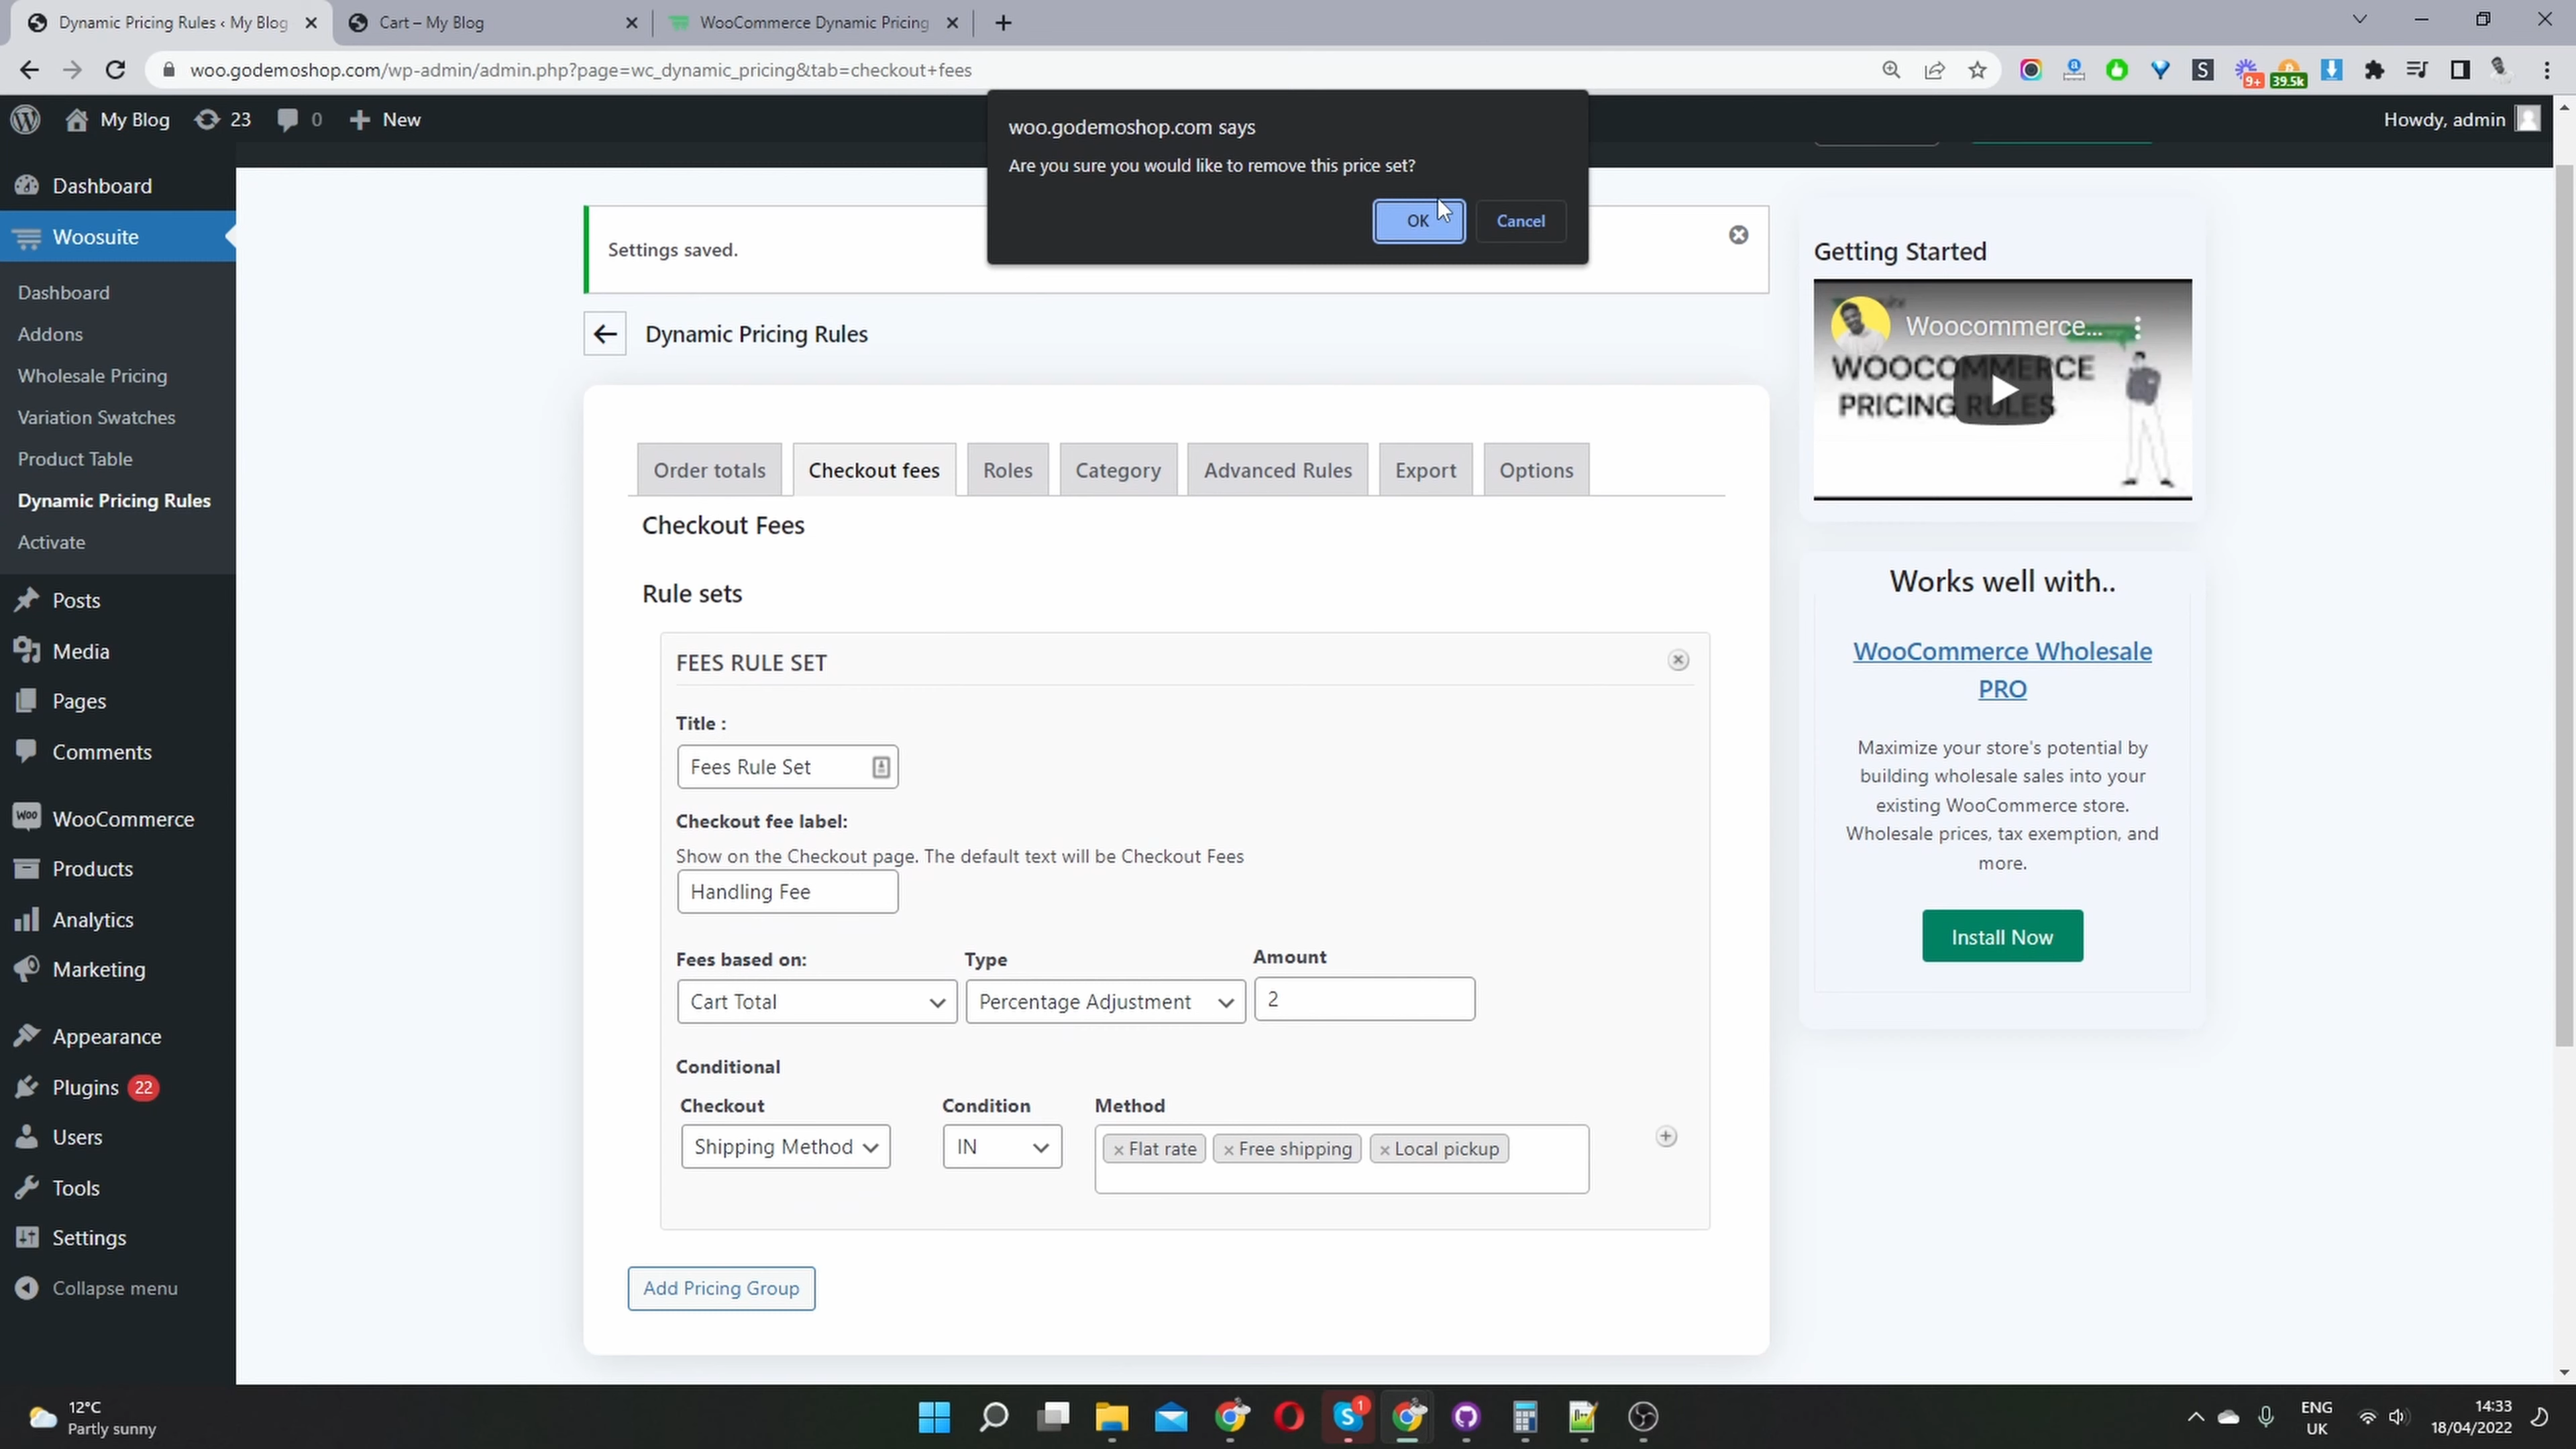 Dynamic Pricing Rules ‹ My Blog
Cart – My Blog
WooCommerce Dynamic Pricing
woo.godemoshop.com/wp-admin/admin.php?page=wc_dynamic_pricing&tab=checkout+fees
9+
39.5k
My Blog
23
0
New
Howdy, admin
woo.godemoshop.com says
Are you sure you would like to remove this price set?
OK
Cancel
Dashboard
Woosuite
Dashboard
Addons
Wholesale Pricing
Variation Swatches
Product Table
Dynamic Pricing Rules
Activate
Posts
Media
Pages
Comments
WooCommerce
Products
Analytics
Marketing
Appearance
Plugins 22
Users
Tools
Settings
Collapse menu
Settings saved.
Dynamic Pricing Rules
Order totals
Checkout fees
Roles
Category
Advanced Rules
Export
Options
Checkout Fees
Rule sets
FEES RULE SET
Title :
Fees Rule Set
Checkout fee label:
Show on the Checkout page. The default text will be Checkout Fees
Handling Fee
Fees based on:
Type
Amount
Cart Total
Percentage Adjustment
2
Conditional
Checkout
Condition
Method
Shipping Method
IN
× Flat rate
× Free shipping
× Local pickup
Add Pricing Group
Getting Started
Woocommerce...
WOOCOMMERCE
PRICING RULES
Works well with..
WooCommerce Wholesale
PRO
Maximize your store's potential by
building wholesale sales into your
existing WooCommerce store.
Wholesale prices, tax exemption, and
more.
Install Now
12°C
Partly sunny
1
ENG
UK
14:33
18/04/2022